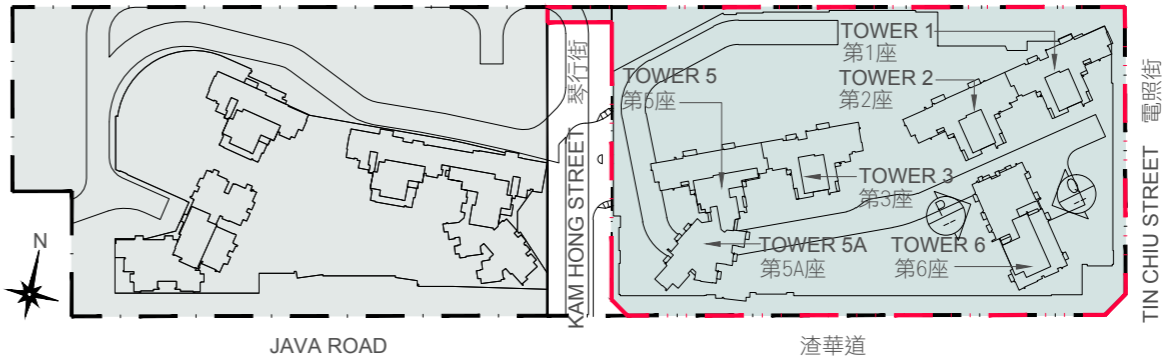 TOWER 1
第1座
TOWER 2
第2座
TOWER 5
第5座
TOWER 3
第3座
TOWER 5A
第5A座
TOWER 6
第6座
P
P
N
KAM HONG STREET 琴行街
TIN CHIU STREET 電照街
JAVA ROAD
渣華道